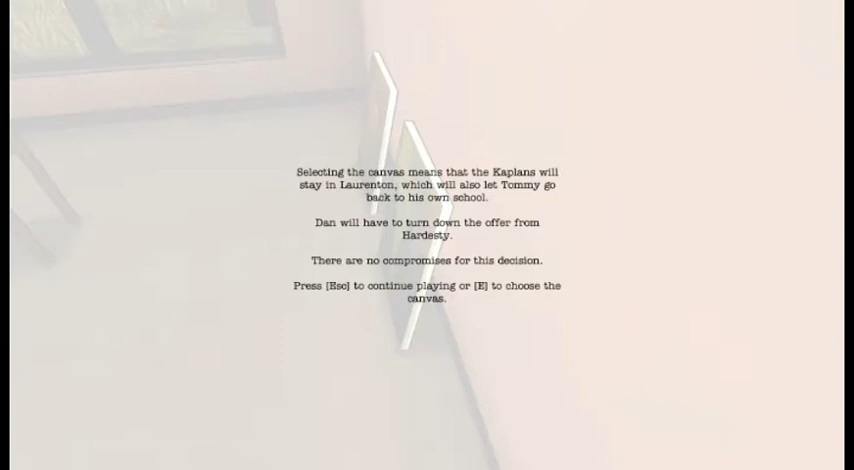 Selecting the canvas means that the Kaplans will
stay in Laurenton, which will also let Tommy go
back to his own school.
Dan will have to turn down the offer from
Hardesty.
There are no compromises for this decision.
Press [Esc] to continue playing or [E] to choose the
canvas.